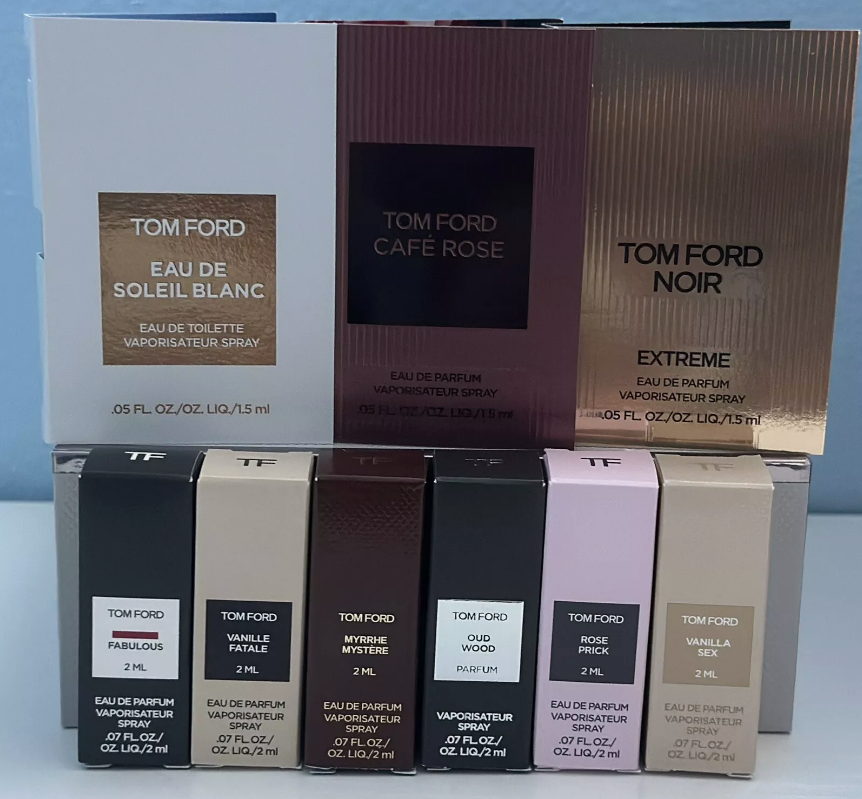 TOM FORD
EAU DE
SOLEIL BLANC
EAU DE TOILETTE
VAPORISATEUR SPRAY
.05 FL. OZ./OZ. LIQ./1.5 ml
TOM FORD
CAFÉ ROSE
EAU DE PARFUM
VAPORISATEUR SPRAY
.05 FL. OZ./OZ. LIQ./1.5 ml
TOM FORD
NOIR
EXTREME
EAU DE PARFUM
VAPORISATEUR SPRAY
.05 FL. OZ./OZ. LIQ./1.5 ml
TF
TOM FORD
FABULOUS
2 ML
EAU DE PARFUM
VAPORISATEUR
SPRAY
.07 FL.OZ./
OZ. LIQ./2 ml
TF
TOM FORD
VANILLE
FATALE
2 ML
EAU DE PARFUM
VAPORISATEUR
SPRAY
.07 FL.OZ./
OZ. LIQ./2 ml
TF
TOM FORD
MYRRHE
MYSTÈRE
2 ML
EAU DE PARFUM
VAPORISATEUR
SPRAY
.07 FL.OZ./
OZ. LIQ./2 ml
TF
TOM FORD
OUD
WOOD
PARFUM
VAPORISATEUR
SPRAY
.07 FL.OZ./
OZ. LIQ./2 ml
TF
TOM FORD
ROSE
PRICK
2 ML
EAU DE PARFUM
VAPORISATEUR
SPRAY
.07 FL.OZ./
OZ. LIQ./2 ml
TF
TOM FORD
VANILLA
SEX
2 ML
EAU DE PARFUM
VAPORISATEUR
SPRAY
.07 FL.OZ./
OZ. LIQ./2 ml